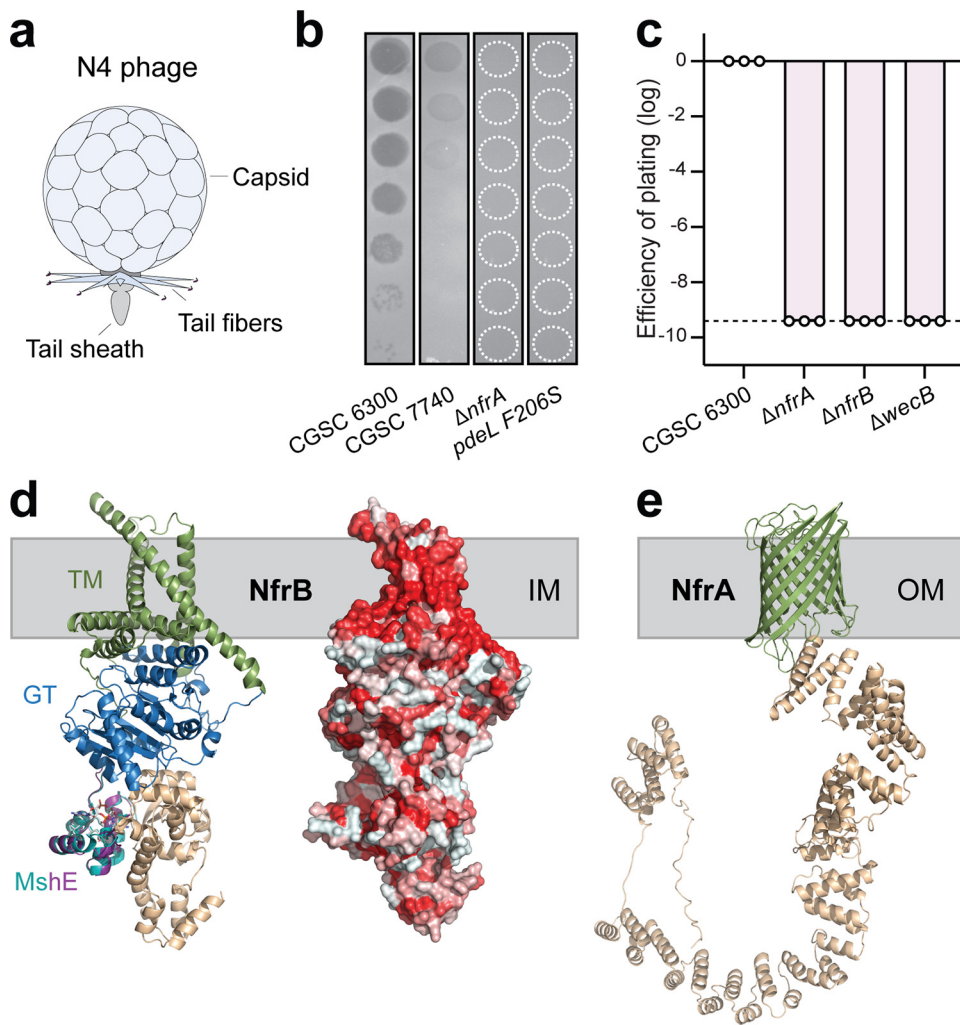 a
N4 phage
Capsid
Tail fibers
Tail sheath
b
CGSC 6300
CGSC 7740
ΔnfrA
pdeL F206S
c
Efficiency of plating (log)
0
-2
-4
-6
-8
-10
CGSC 6300
ΔnfrA
ΔnfrB
ΔwecB
d
TM
NfrB
IM
GT
MshE
e
NfrA
OM